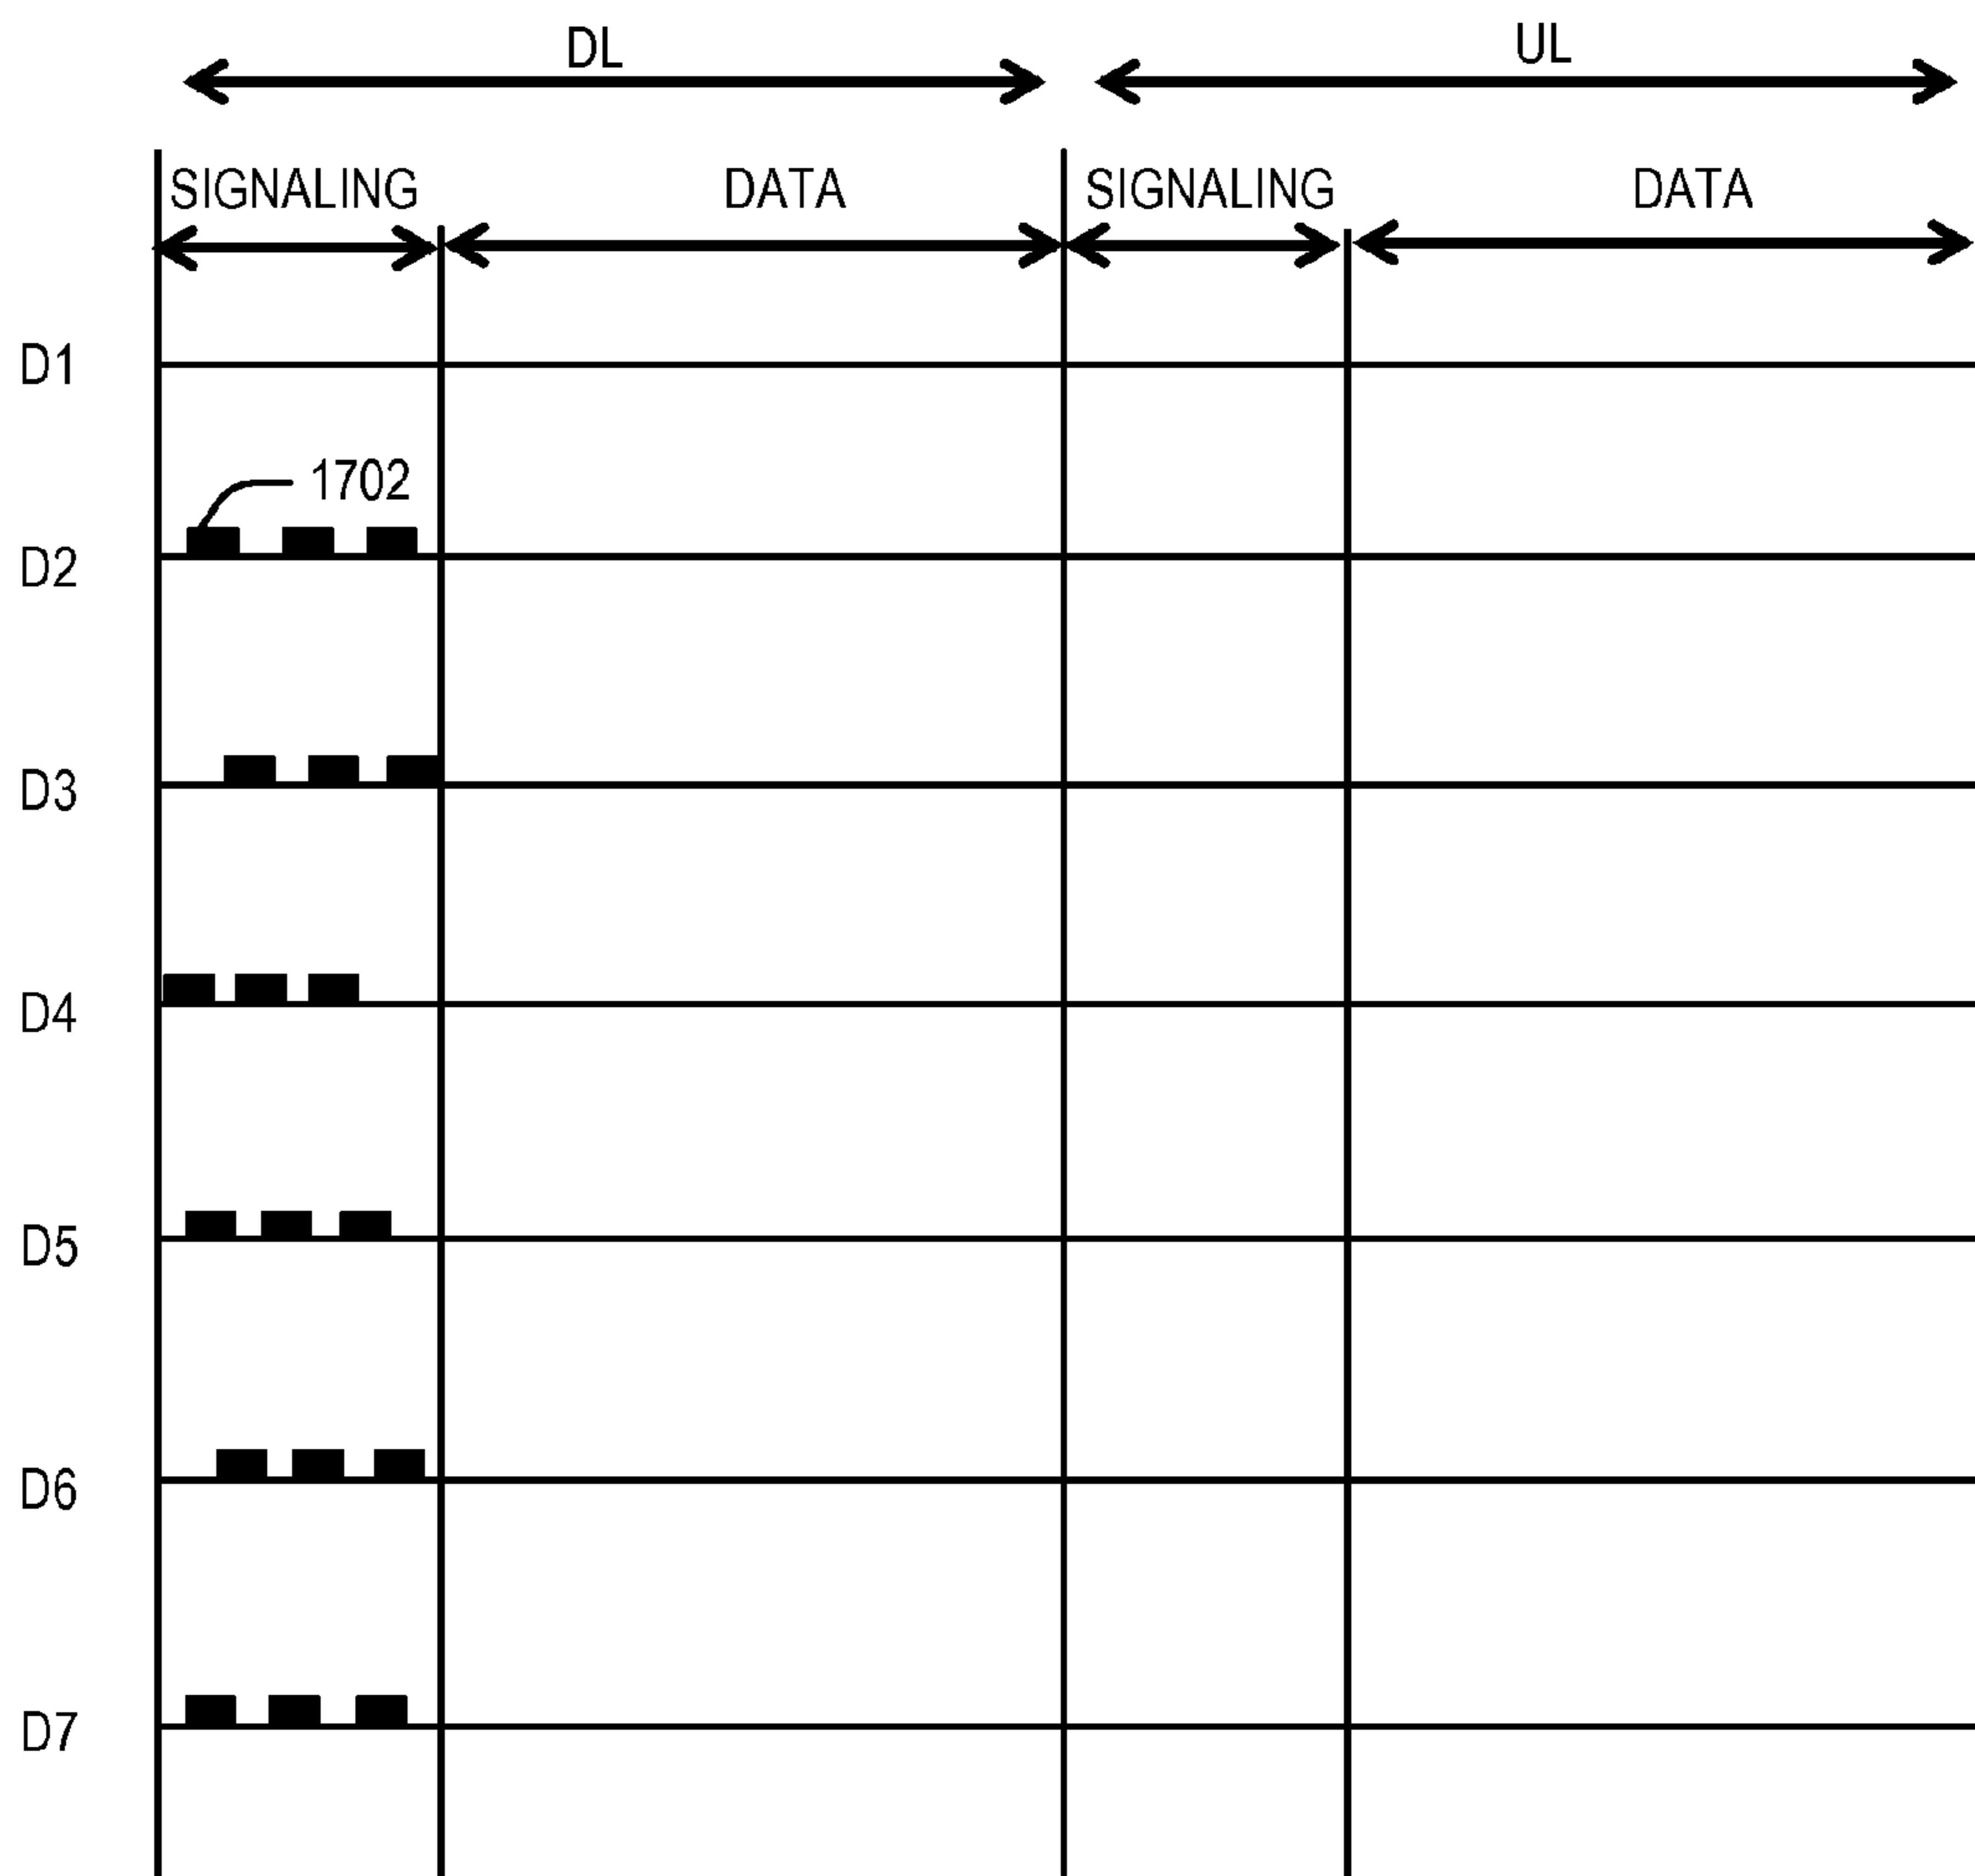 DL
UL
SIGNALING
DATA
SIGNALING
DATA
D1
1702
D2
D3
D4
D5
D6
D7